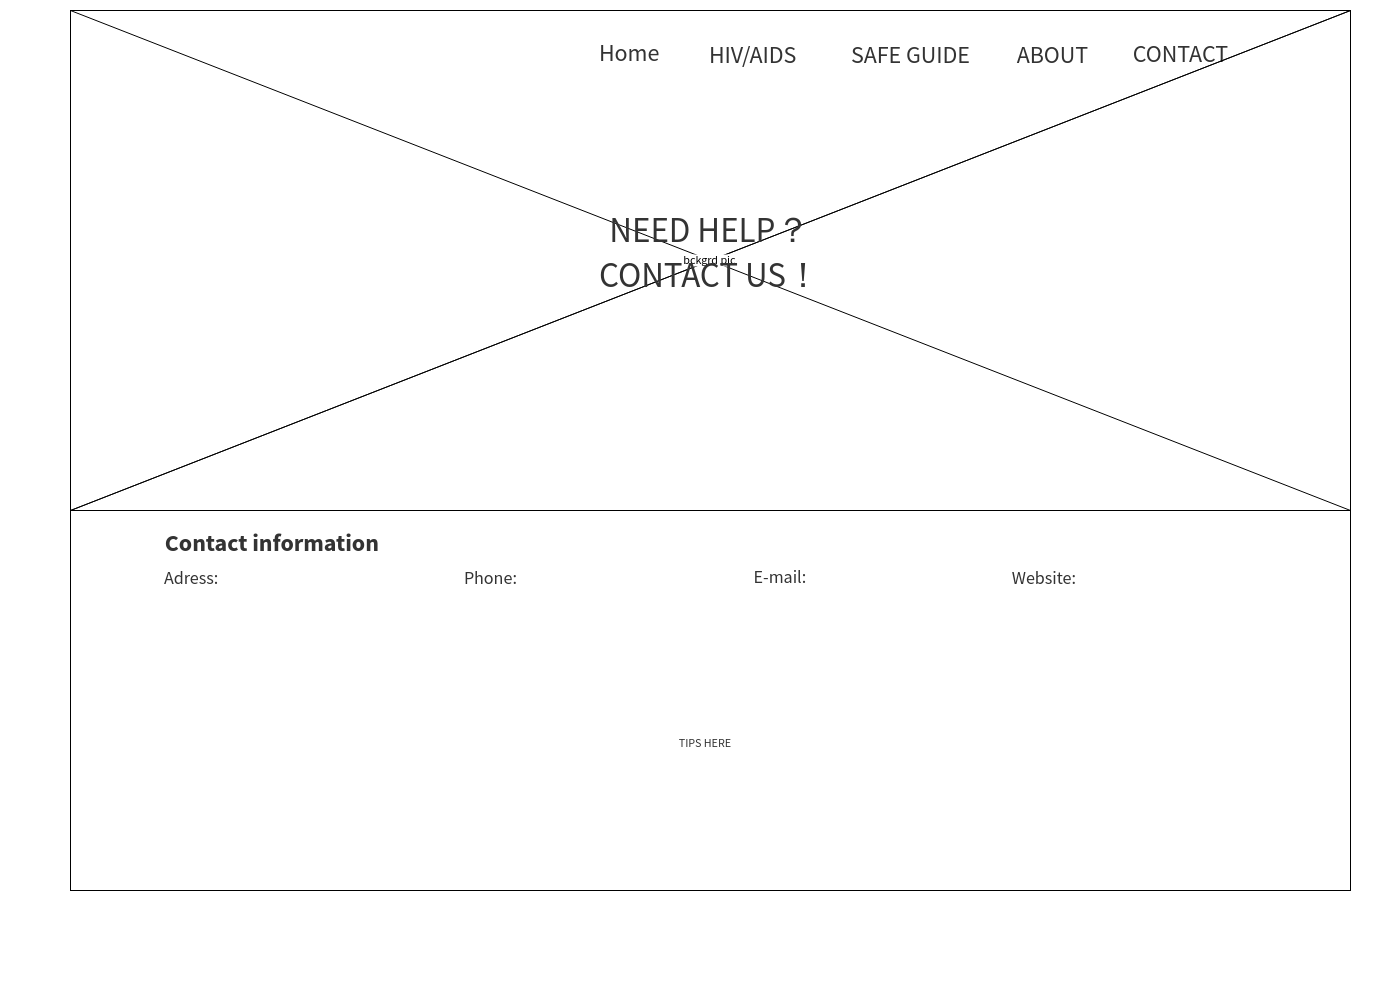 Home HIV/AIDS SAFE GUIDE ABOUT CONTACT
NEED HELP ?
bckgrd pic
CONTACT US !
Contact information
Adress: Phone: E-mail: Website:
TIPS HERE